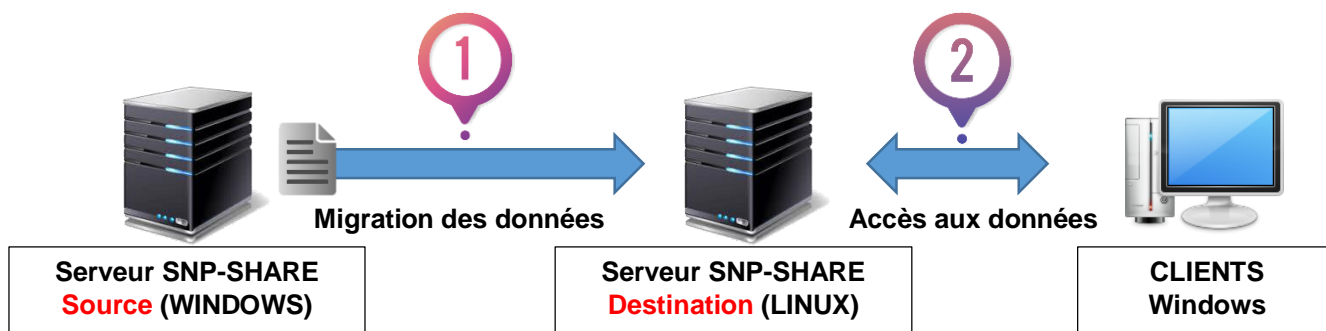 1
2
Migration des données
Accès aux données
Serveur SNP-SHARE
Source (WINDOWS)
Serveur SNP-SHARE
Destination (LINUX)
CLIENTS
Windows